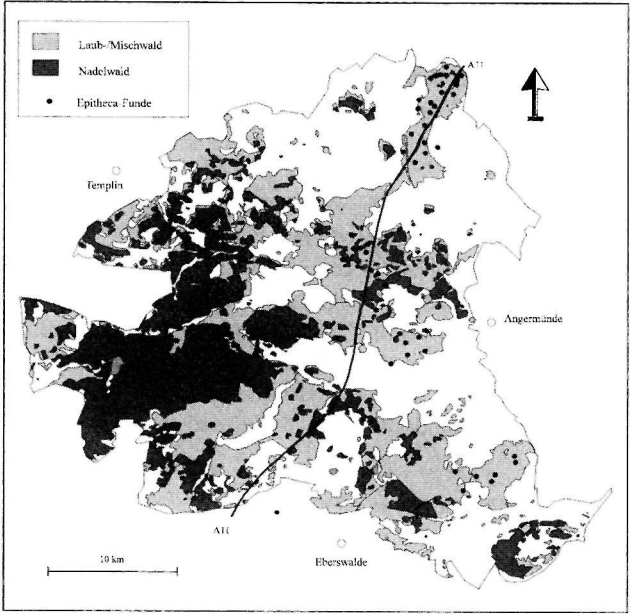 Laub-/Mischwald
Nadelwald
Epitheca-Funde
A11
Templin
Angermünde
A11
Eberswalde
10 km